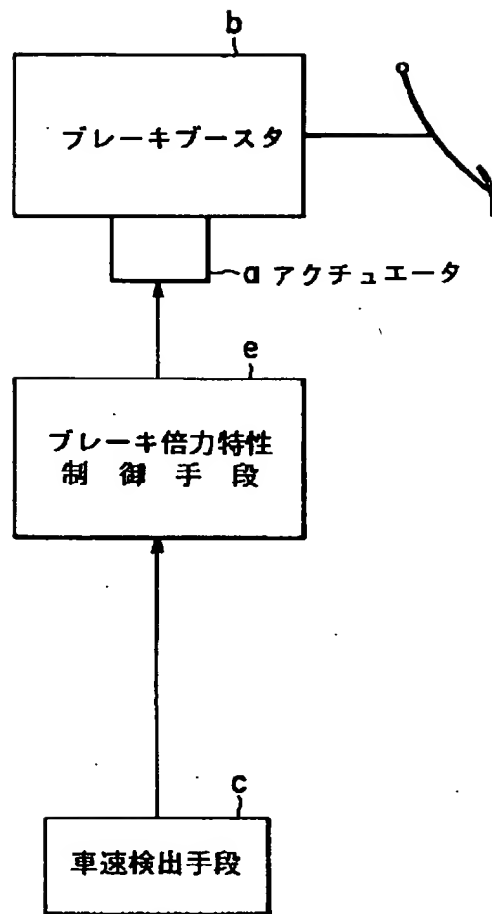 b
ブレーキブースタ
a アクチュエータ
e
ブレーキ倍力特性
制御手段
c
車速検出手段